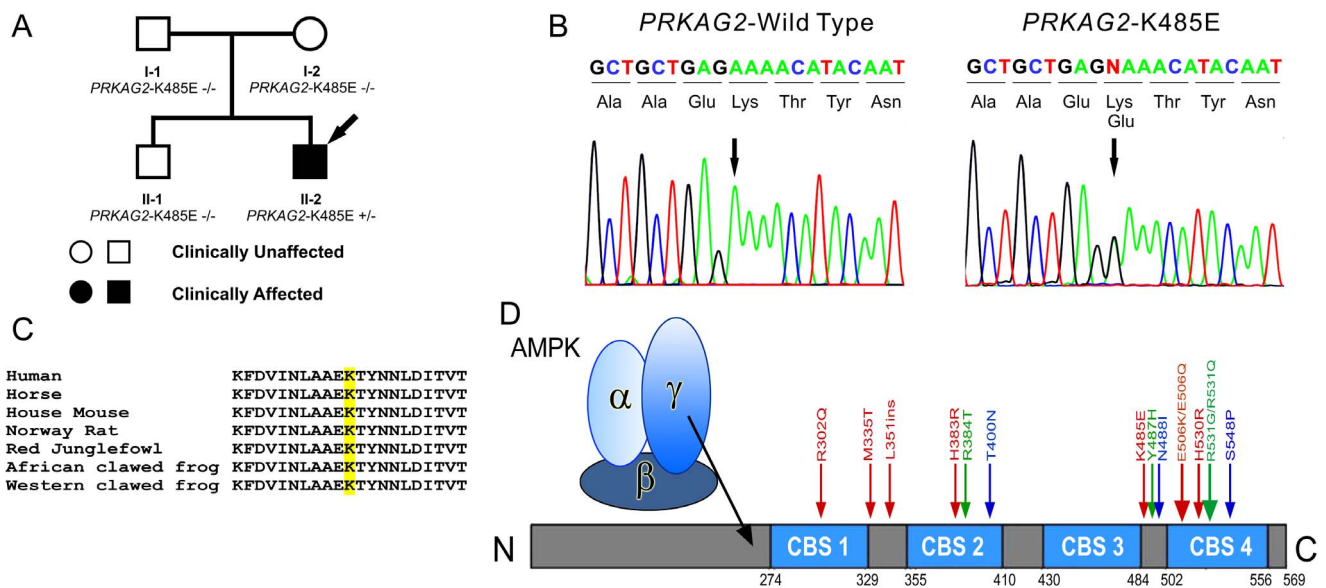 A
I-1
PRKAG2-K485E -/-
I-2
PRKAG2-K485E -/-
II-1
PRKAG2-K485E -/-
II-2
PRKAG2-K485E +/-
Clinically Unaffected
Clinically Affected
B
PRKAG2-Wild Type
GCTGCTGAGAAAACATACAAT
Ala Ala Glu Lys Thr Tyr Asn
PRKAG2-K485E
GCTGCTGAGNAAACATACAAT
Ala Ala Glu Lys Thr Tyr Asn
Glu
C
Human KFDVINLAAEKTYNNLDITVT
Horse KFDVINLAAEKTYNNLDITVT
House Mouse KFDVINLAAEKTYNNLDITVT
Norway Rat KFDVINLAAEKTYNNLDITVT
Red Junglefowl KFDVINLAAEKTYNNLDITVT
African clawed frog KFDVINLAAEKTYNNLDITVT
Western clawed frog KFDVINLAAEKTYNNLDITVT
D
AMPK
α
γ
β
R302Q
M335T
L351ins
H383R
R384T
T400N
K485E
Y487H
N488I
E506K/E506Q
H530R
R531G/R531Q
S548P
N
CBS 1
CBS 2
CBS 3
CBS 4
C
274 329 355 410 430 484 502 556 569